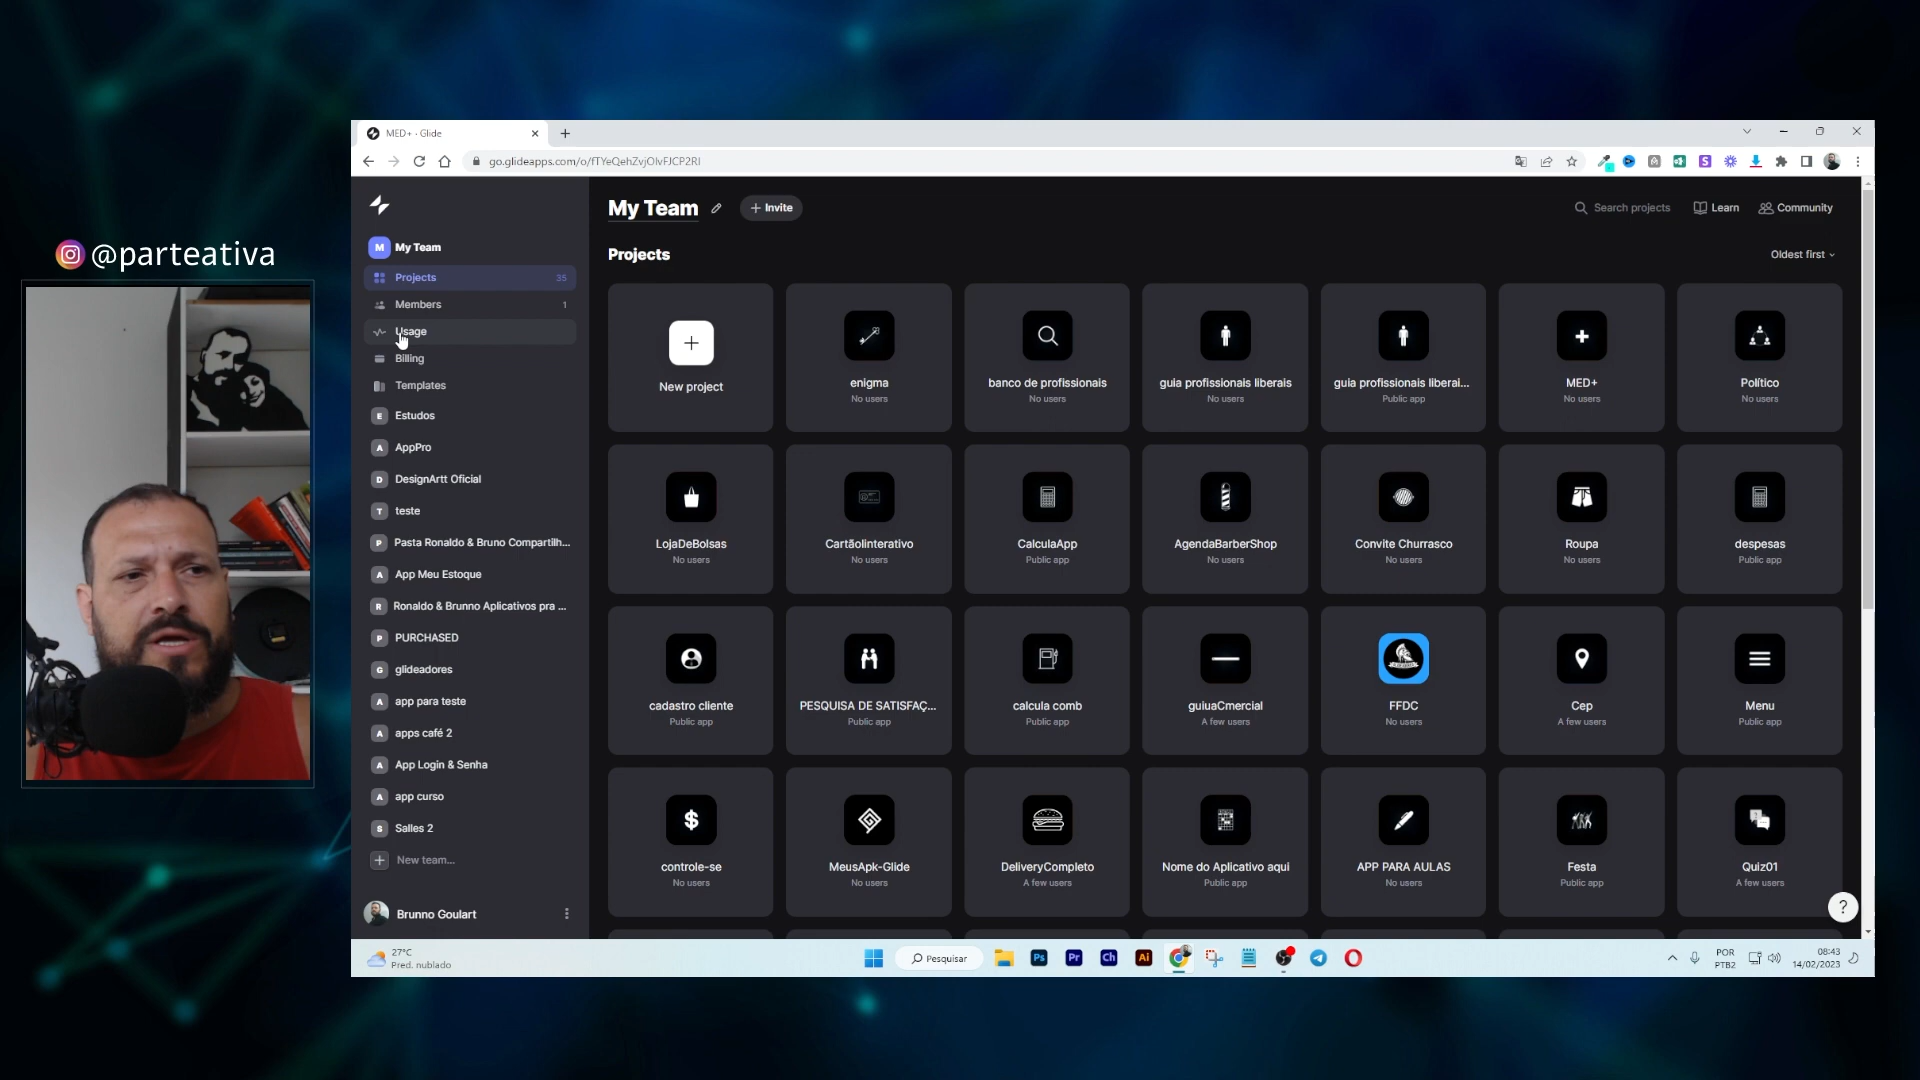 @parteativa
MED+ · Glide
go.glideapps.com/o/fTYeQehZvjOlvFJCP2RI
My Team
Invite
Search projects
Learn
Community
M My Team
Projects 35
Members 1
Usage
Billing
Templates
E Estudos
A AppPro
D DesignArtt Oficial
T teste
P Pasta Ronaldo & Bruno Compartilh...
A App Meu Estoque
R Ronaldo & Brunno Aplicativos pra ...
P PURCHASED
G glideadores
A app para teste
A apps café 2
A App Login & Senha
A app curso
S Salles 2
New team...
Brunno Goulart
Projects
Oldest first
New project
enigma
No users
banco de profissionais
No users
guia profissionais liberais
No users
guia profissionais liberai...
Public app
MED+
No users
Político
No users
LojaDeBolsas
No users
CartãoInterativo
No users
CalculaApp
Public app
AgendaBarberShop
No users
Convite Churrasco
No users
Roupa
No users
despesas
Public app
cadastro cliente
Public app
PESQUISA DE SATISFAÇ...
Public app
calcula comb
Public app
guiuaCmercial
A few users
FFDC
No users
Cep
A few users
Menu
Public app
controle-se
No users
MeusApk-Glide
No users
DeliveryCompleto
A few users
Nome do Aplicativo aqui
Public app
APP PARA AULAS
No users
Festa
Public app
Quiz01
A few users
?
27°C
Pred. nublado
Pesquisar
Ps
Pr
Ch
Ai
POR
PTB2
08:43
14/02/2023